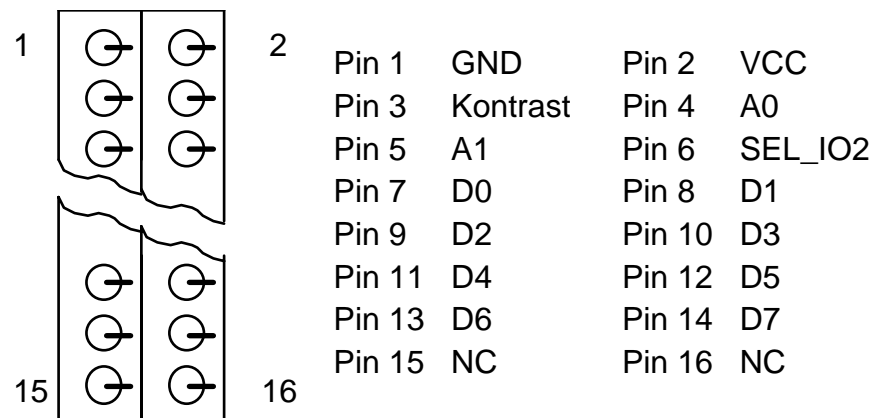 1 2
Pin 1 GND Pin 2 VCC
Pin 3 Kontrast Pin 4 A0
Pin 5 A1 Pin 6 SEL_IO2
Pin 7 D0 Pin 8 D1
Pin 9 D2 Pin 10 D3
Pin 11 D4 Pin 12 D5
Pin 13 D6 Pin 14 D7
Pin 15 NC Pin 16 NC
15 16